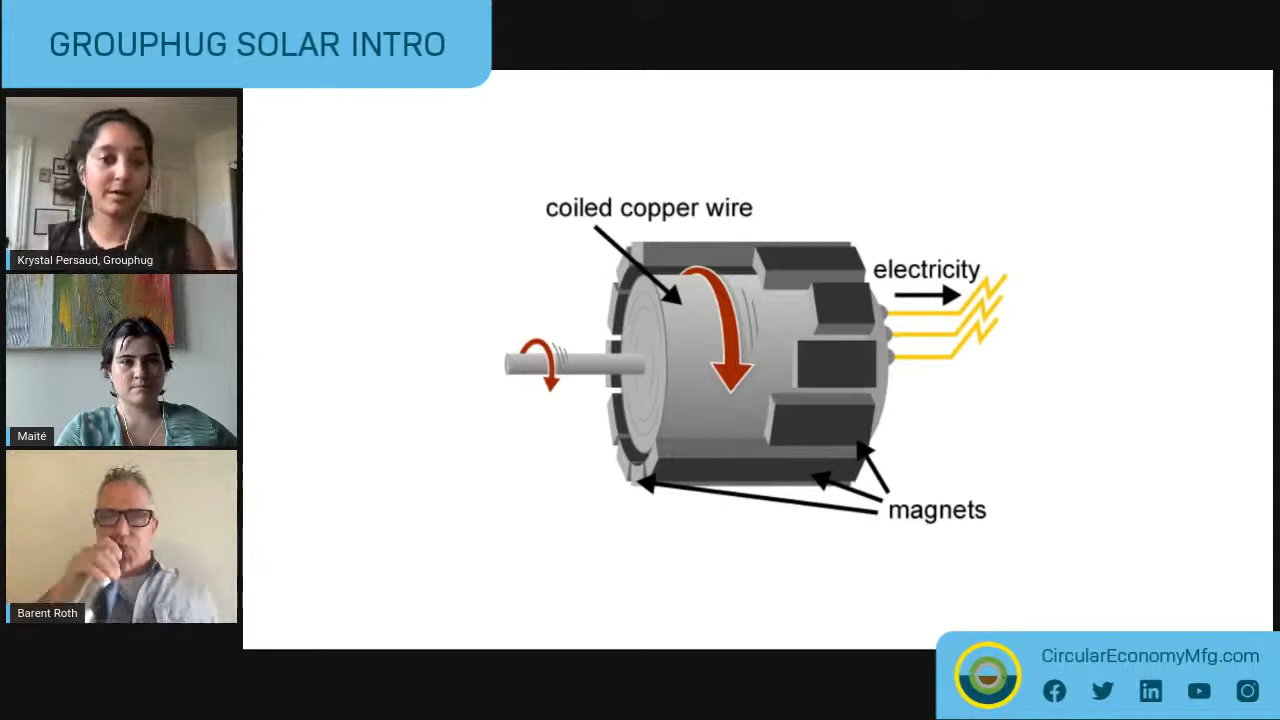 GROUPHUG SOLAR INTRO
Krystal Persaud, Grouphug
Maité
Barent Roth
coiled copper wire
electricity
magnets
CircularEconomyMfg.com